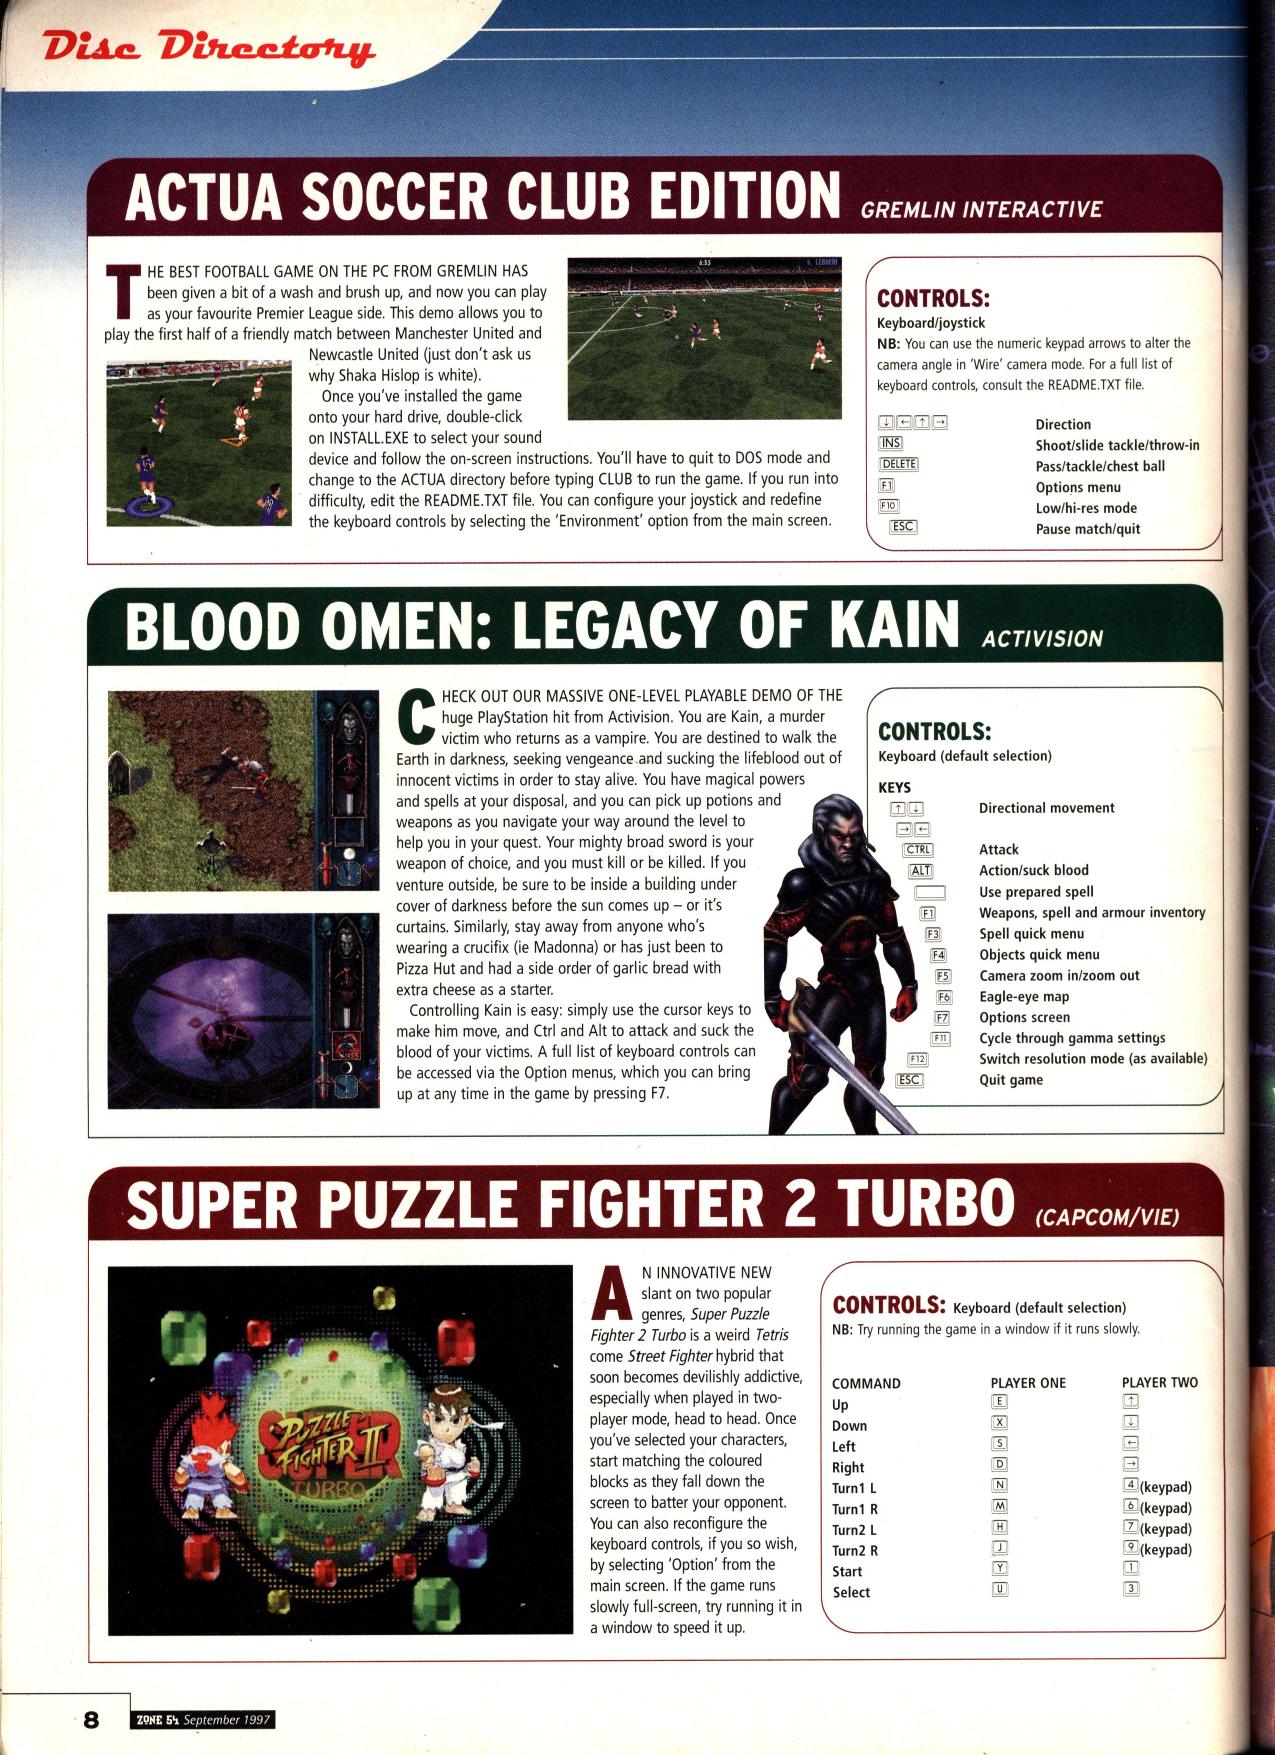 Disc Directory
ACTUA SOCCER CLUB EDITION GREMLIN INTERACTIVE
THE BEST FOOTBALL GAME ON THE PC FROM GREMLIN HAS
been given a bit of a wash and brush up, and now you can play
as your favourite Premier League side. This demo allows you to
play the first half of a friendly match between Manchester United and
Newcastle United (just don't ask us
why Shaka Hislop is white).
Once you've installed the game
onto your hard drive, double-click
on INSTALL.EXE to select your sound
device and follow the on-screen instructions. You'll have to quit to DOS mode and
change to the ACTUA directory before typing CLUB to run the game. If you run into
difficulty, edit the README.TXT file. You can configure your joystick and redefine
the keyboard controls by selecting the 'Environment' option from the main screen.
6:53
CONTROLS:
Keyboard/joystick
NB: You can use the numeric keypad arrows to alter the
camera angle in 'Wire' camera mode. For a full list of
keyboard controls, consult the README.TXT file.
↓ ← ↑ → Direction
INS Shoot/slide tackle/throw-in
DELETE Pass/tackle/chest ball
F1 Options menu
F10 Low/hi-res mode
ESC Pause match/quit
BLOOD OMEN: LEGACY OF KAIN ACTIVISION
CHECK OUT OUR MASSIVE ONE-LEVEL PLAYABLE DEMO OF THE
huge PlayStation hit from Activision. You are Kain, a murder
victim who returns as a vampire. You are destined to walk the
Earth in darkness, seeking vengeance and sucking the lifeblood out of
innocent victims in order to stay alive. You have magical powers
and spells at your disposal, and you can pick up potions and
weapons as you navigate your way around the level to
help you in your quest. Your mighty broad sword is your
weapon of choice, and you must kill or be killed. If you
venture outside, be sure to be inside a building under
cover of darkness before the sun comes up – or it's
curtains. Similarly, stay away from anyone who's
wearing a crucifix (ie Madonna) or has just been to
Pizza Hut and had a side order of garlic bread with
extra cheese as a starter.
Controlling Kain is easy: simply use the cursor keys to
make him move, and Ctrl and Alt to attack and suck the
blood of your victims. A full list of keyboard controls can
be accessed via the Option menus, which you can bring
up at any time in the game by pressing F7.
CONTROLS:
Keyboard (default selection)
KEYS
↑ ↓ Directional movement
→ ←
CTRL Attack
ALT Action/suck blood
Use prepared spell
F1 Weapons, spell and armour inventory
F3 Spell quick menu
F4 Objects quick menu
F5 Camera zoom in/zoom out
F6 Eagle-eye map
F7 Options screen
F11 Cycle through gamma settings
F12 Switch resolution mode (as available)
ESC Quit game
SUPER PUZZLE FIGHTER 2 TURBO (CAPCOM/VIE)
SUPER
PUZZLE
FIGHTER II
TURBO
AN INNOVATIVE NEW
slant on two popular
genres, Super Puzzle
Fighter 2 Turbo is a weird Tetris
come Street Fighter hybrid that
soon becomes devilishly addictive,
especially when played in two-
player mode, head to head. Once
you've selected your characters,
start matching the coloured
blocks as they fall down the
screen to batter your opponent.
You can also reconfigure the
keyboard controls, if you so wish,
by selecting 'Option' from the
main screen. If the game runs
slowly full-screen, try running it in
a window to speed it up.
CONTROLS: Keyboard (default selection)
NB: Try running the game in a window if it runs slowly.
COMMAND PLAYER ONE PLAYER TWO
Up E ↑
Down X ↓
Left S ←
Right D →
Turn1 L N 4 (keypad)
Turn1 R M 6 (keypad)
Turn2 L H 7 (keypad)
Turn2 R J 9 (keypad)
Start Y 1
Select U 3
8 ZONE 54 September 1997